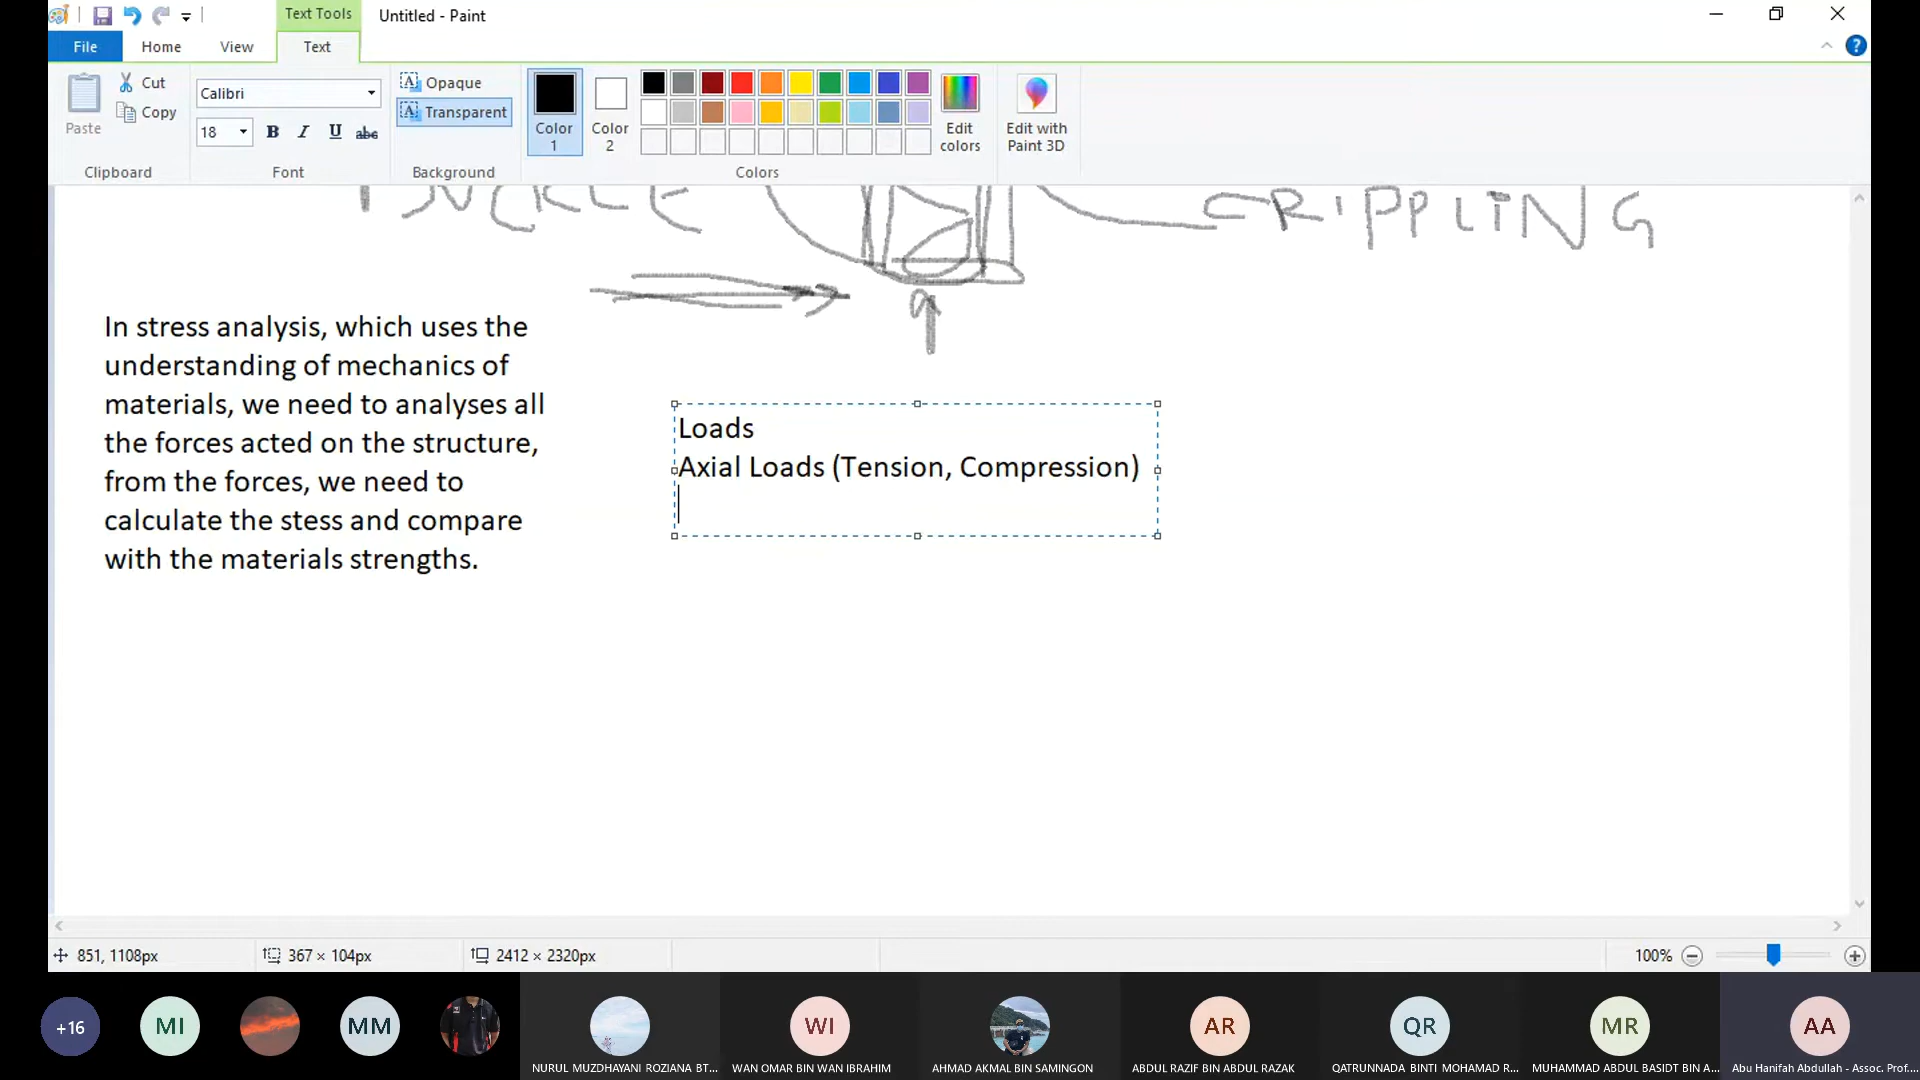 Text Tools
Untitled - Paint
File
Home
View
Text
Paste
Cut
Copy
Clipboard
Calibri
18
B I U abc
Font
Opaque
Transparent
Background
Color 1
Color 2
Edit colors
Colors
Edit with Paint 3D
CRIPPLING
In stress analysis, which uses the
understanding of mechanics of
materials, we need to analyses all
the forces acted on the structure,
from the forces, we need to
calculate the stess and compare
with the materials strengths.
Loads
Axial Loads (Tension, Compression)
851, 1108px
367 × 104px
2412 × 2320px
100%
+16
MI
MM
NURUL MUZDHAYANI ROZIANA BT...
WI
WAN OMAR BIN WAN IBRAHIM
AHMAD AKMAL BIN SAMINGON
AR
ABDUL RAZIF BIN ABDUL RAZAK
QR
QATRUNNADA BINTI MOHAMAD R...
MR
MUHAMMAD ABDUL BASIDT BIN A...
AA
Abu Hanifah Abdullah - Assoc. Prof....